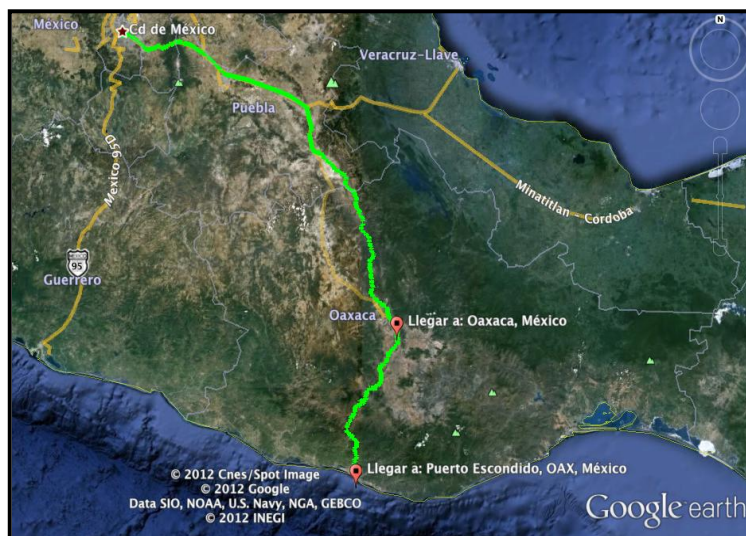 México
Cd de México
Veracruz-Llave
Puebla
Mexico 95D
Minatitlan - Cordoba
95
Guerrero
Oaxaca
Llegar a: Oaxaca, México
Llegar a: Puerto Escondido, OAX, México
© 2012 Cnes/Spot Image
© 2012 Google
Data SIO, NOAA, U.S. Navy, NGA, GEBCO
© 2012 INEGI
Google earth
N